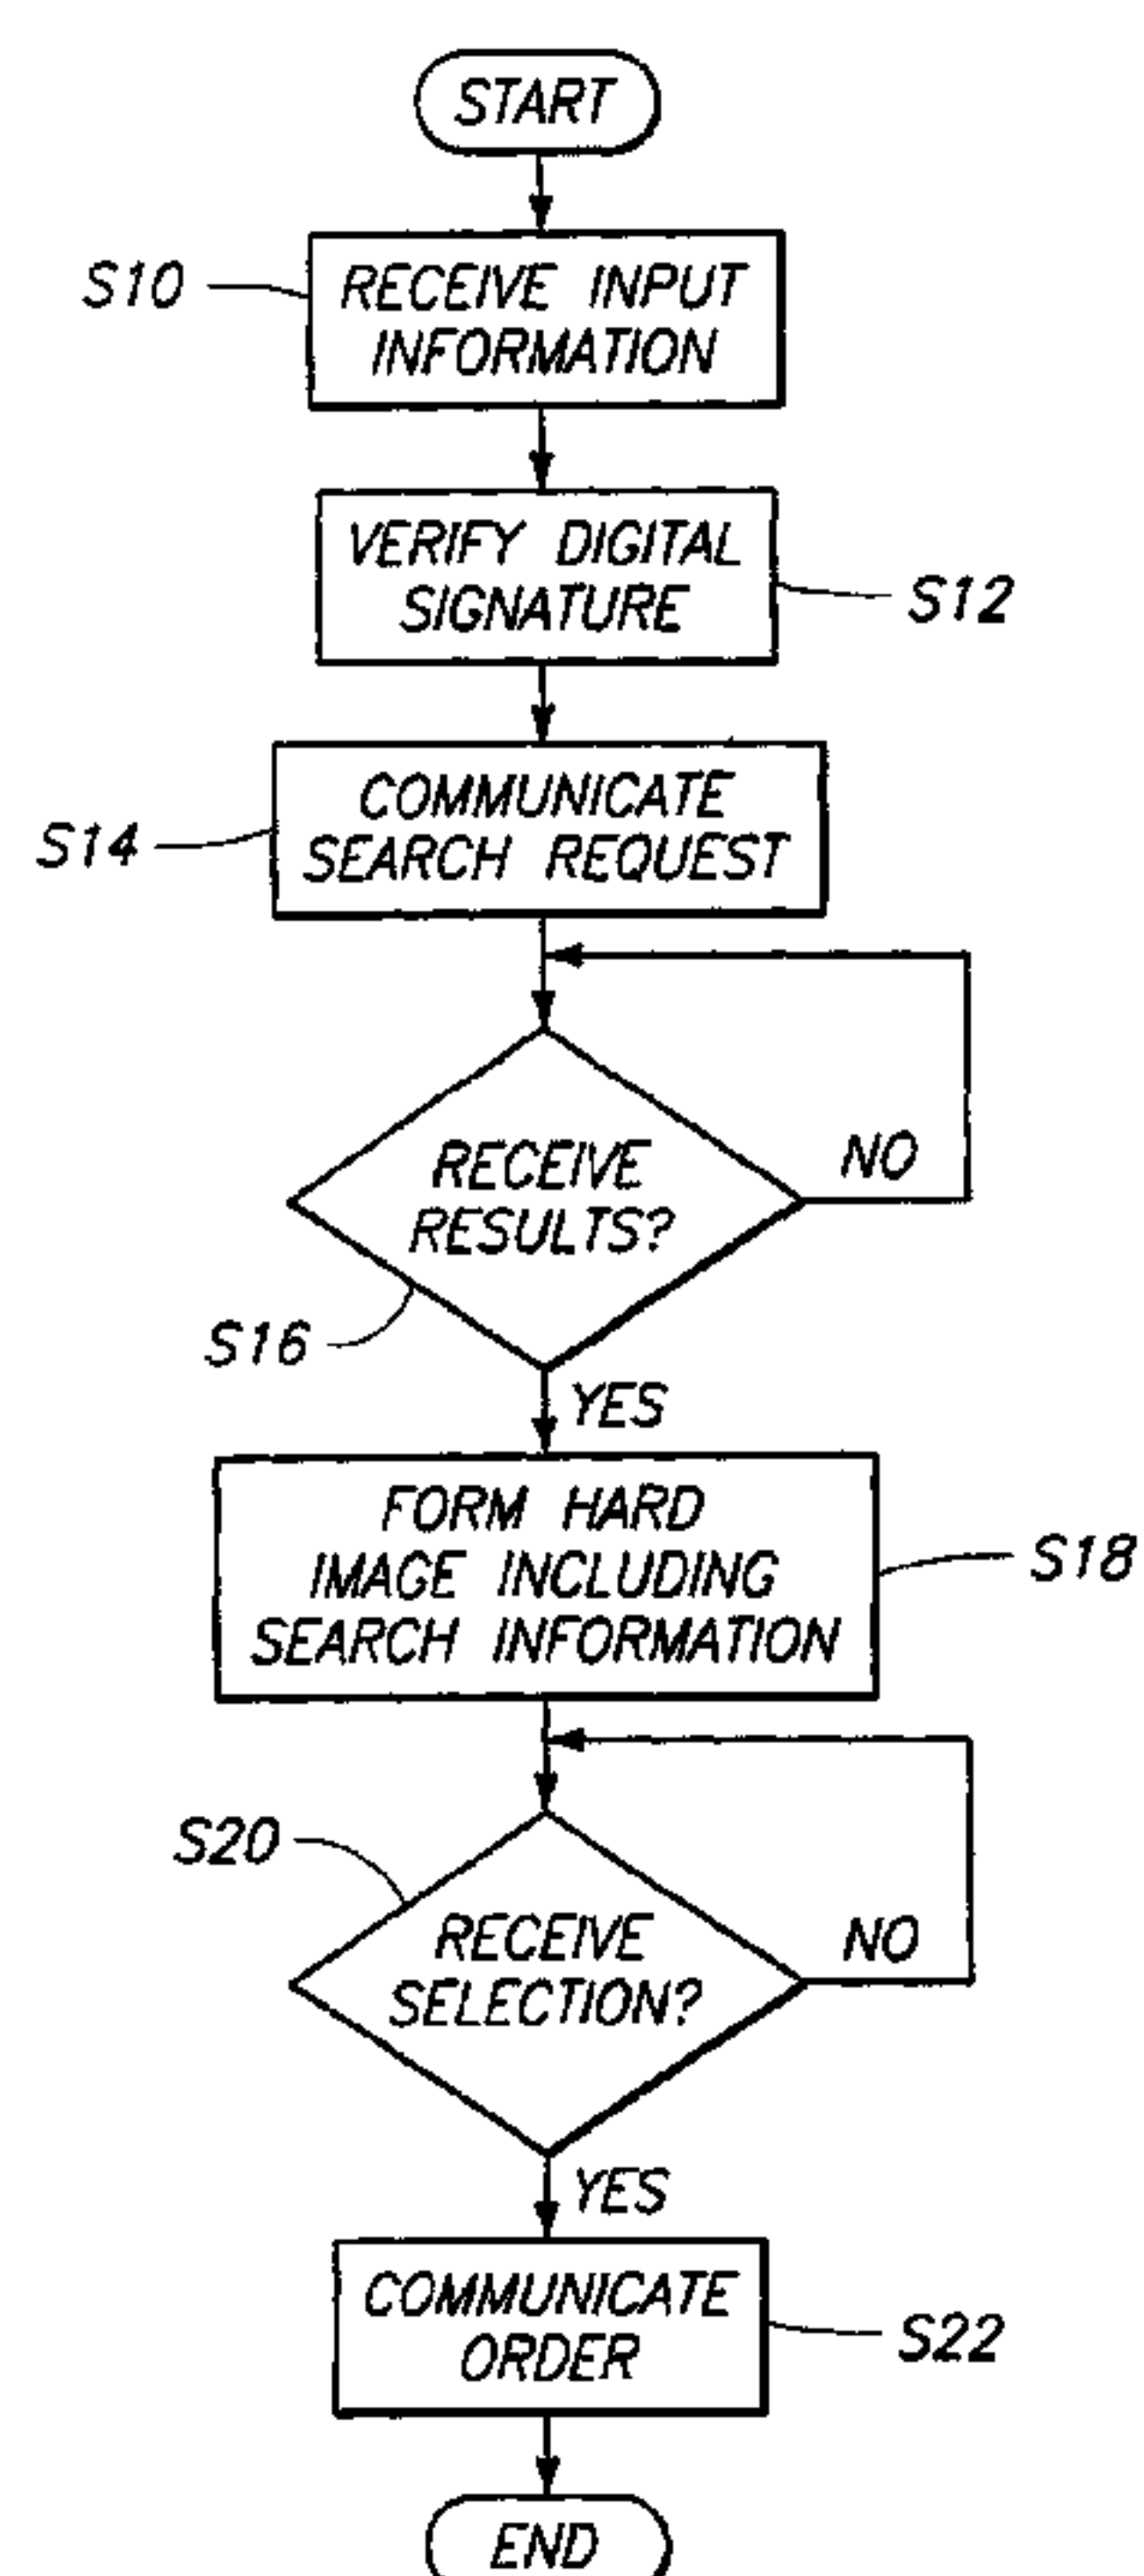 START
S10
RECEIVE INPUT
INFORMATION
VERIFY DIGITAL
SIGNATURE
S12
COMMUNICATE
SEARCH REQUEST
S14
RECEIVE
RESULTS?
NO
S16
YES
FORM HARD
IMAGE INCLUDING
SEARCH INFORMATION
S18
S20
RECEIVE
SELECTION?
NO
YES
COMMUNICATE
ORDER
S22
END